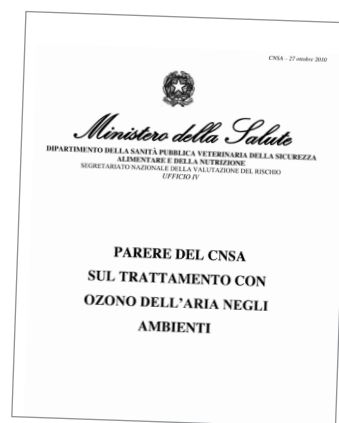 CNSA – 27 ottobre 2010
Ministero della Salute
DIPARTIMENTO DELLA SANITÀ PUBBLICA VETERINARIA DELLA SICUREZZA
ALIMENTARE E DELLA NUTRIZIONE
SEGRETARIATO NAZIONALE DELLA VALUTAZIONE DEL RISCHIO
UFFICIO IV
PARERE DEL CNSA
SUL TRATTAMENTO CON
OZONO DELL'ARIA NEGLI
AMBIENTI